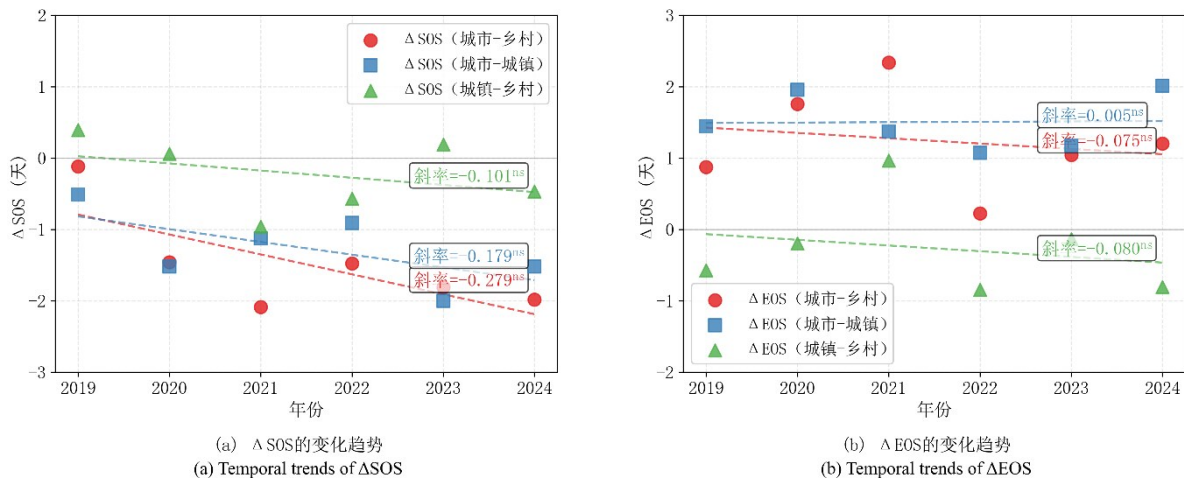 2
1
0
-1
-2
-3
ΔSOS（天）
ΔSOS（城市-乡村）
ΔSOS（城市-城镇）
ΔSOS（城镇-乡村）
斜率=-0.101ns
斜率=-0.179ns
斜率=-0.279ns
2019 2020 2021 2022 2023 2024
年份
(a) ΔSOS的变化趋势
(a) Temporal trends of ΔSOS
3
2
1
0
-1
-2
ΔEOS（天）
斜率=0.005ns
斜率=-0.075ns
斜率=-0.080ns
ΔEOS（城市-乡村）
ΔEOS（城市-城镇）
ΔEOS（城镇-乡村）
2019 2020 2021 2022 2023 2024
年份
(b) ΔEOS的变化趋势
(b) Temporal trends of ΔEOS